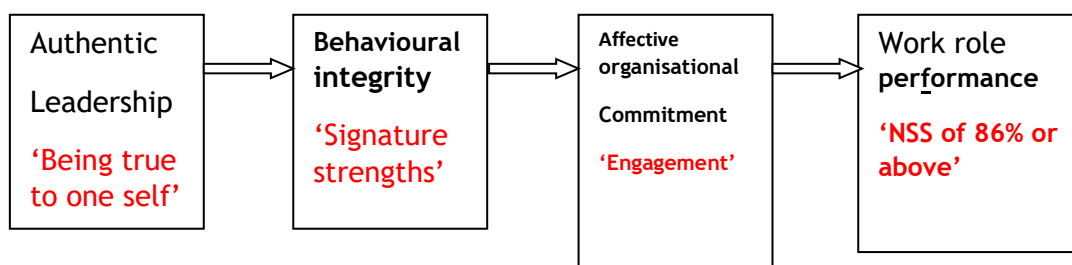 Authentic
Leadership
‘Being true
to one self’
Behavioural
integrity
‘Signature
strengths’
Affective
organisational
Commitment
‘Engagement’
Work role
performance
‘NSS of 86% or
above’